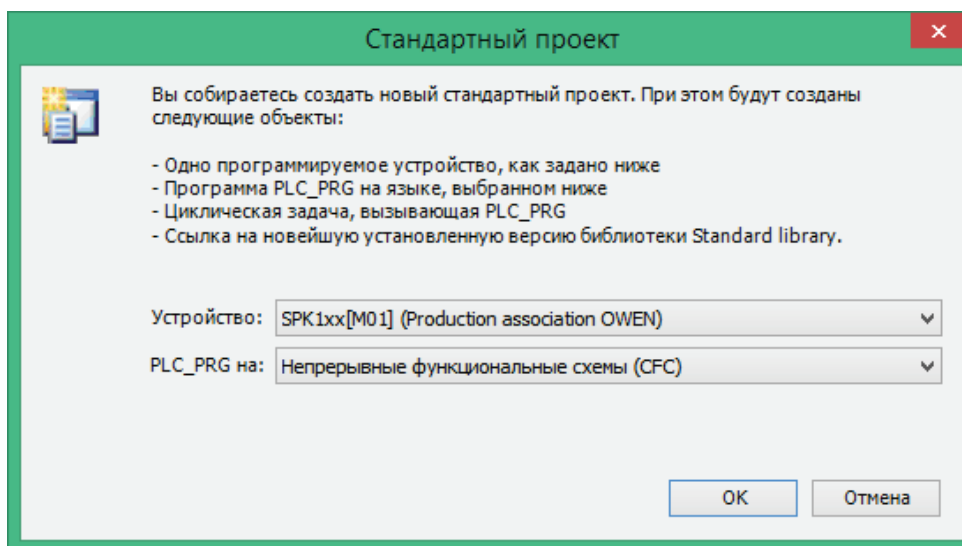 Стандартный проект
Вы собираетесь создать новый стандартный проект. При этом будут созданы
следующие объекты:
- Одно программируемое устройство, как задано ниже
- Программа PLC_PRG на языке, выбранном ниже
- Циклическая задача, вызывающая PLC_PRG
- Ссылка на новейшую установленную версию библиотеки Standard library.
Устройство: SPK1xx[M01] (Production association OWEN)
PLC_PRG на: Непрерывные функциональные схемы (CFC)
OK Отмена